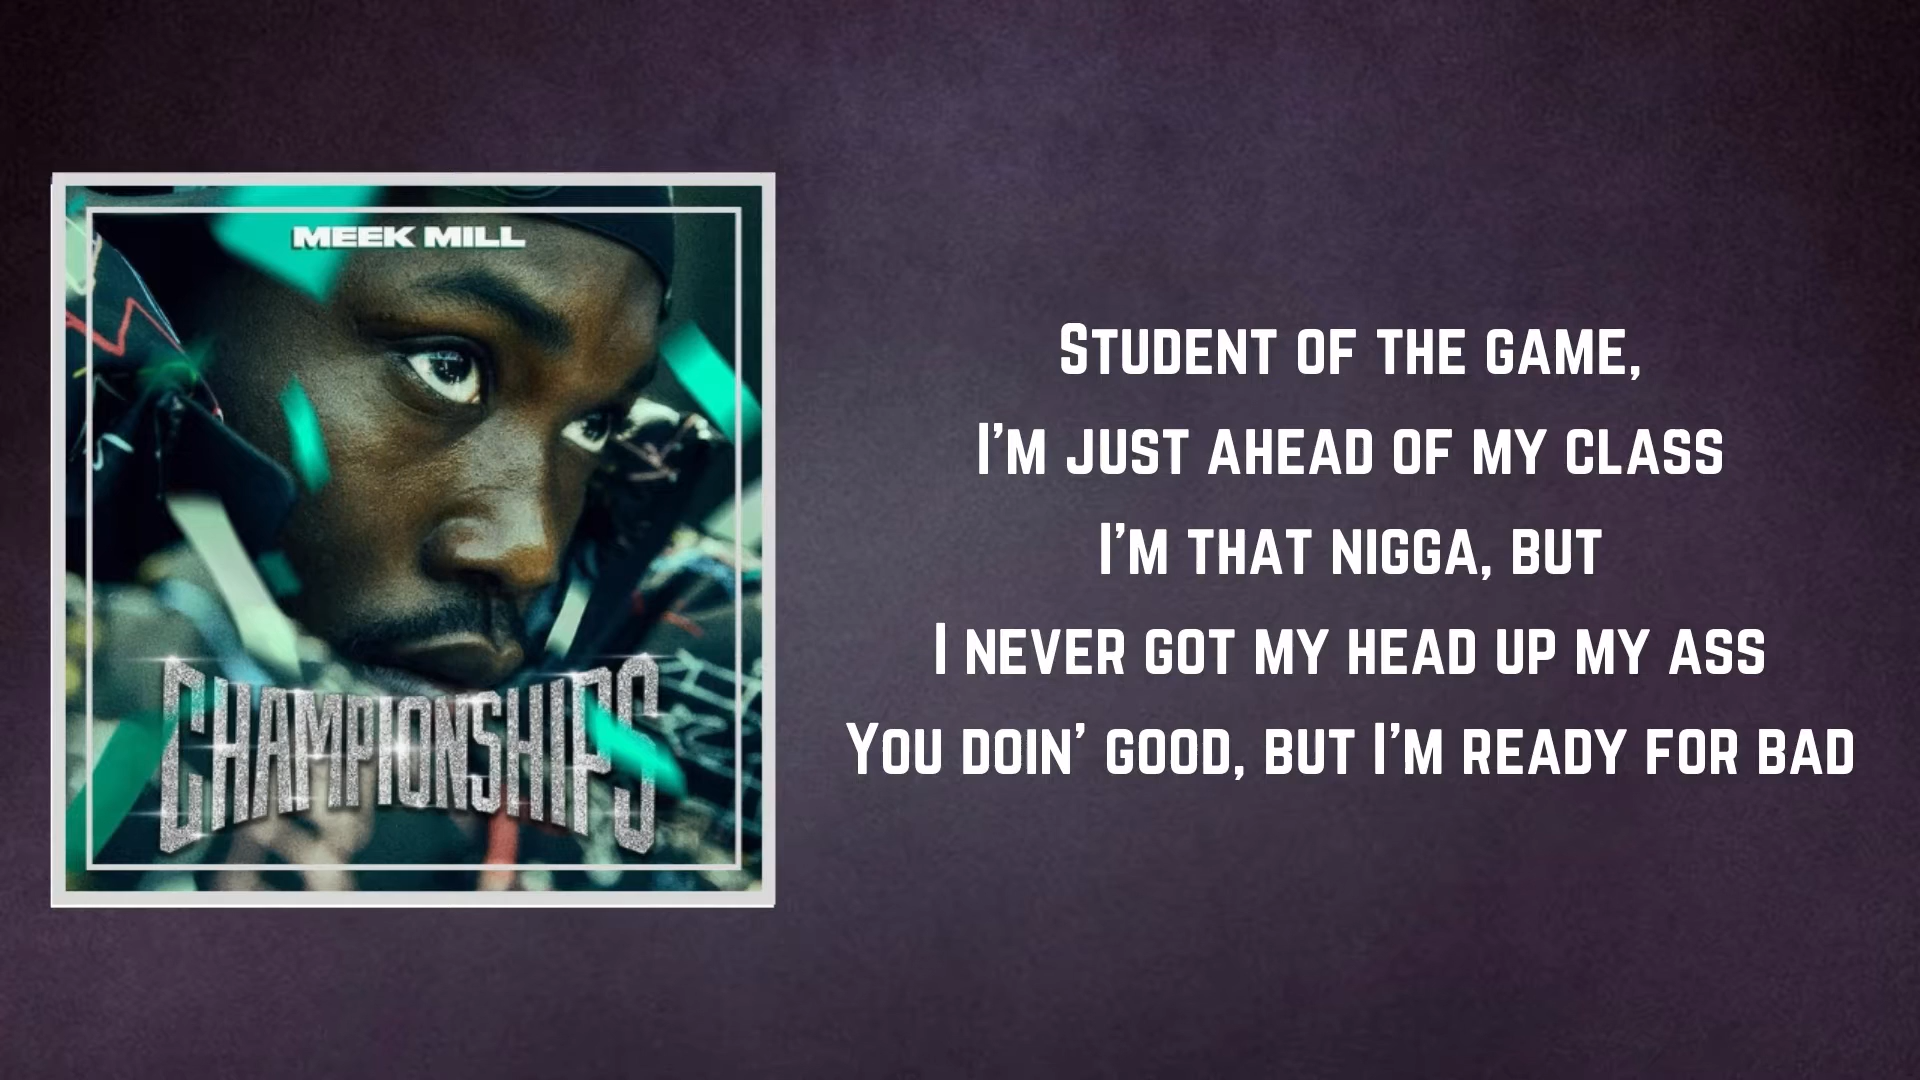 MEEK MILL
CHAMPIONSHIPS
Student of the game,
I'm just ahead of my class
I'm that nigga, but
I never got my head up my ass
You doin' good, but I'm ready for bad